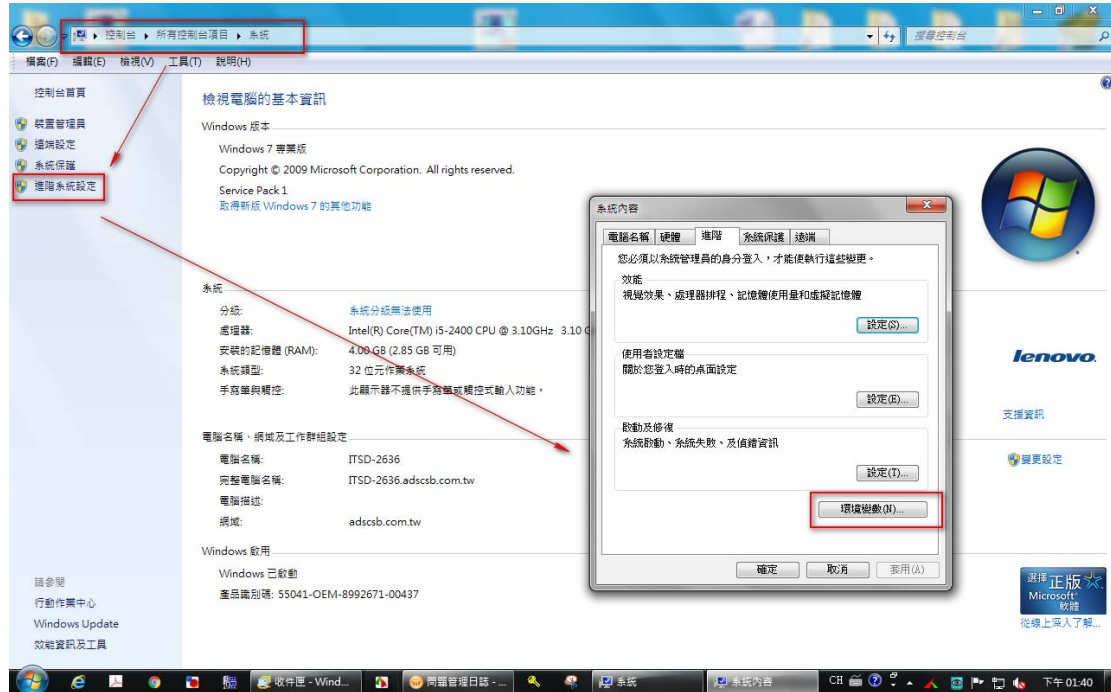 控制台 ▸ 所有控制台項目 ▸ 系統
搜尋控制台
檔案(F) 編輯(E) 檢視(V) 工具(T) 說明(H)
控制台首頁
裝置管理員
遠端設定
系統保護
進階系統設定
檢視電腦的基本資訊
Windows 版本
Windows 7 專業版
Copyright © 2009 Microsoft Corporation. All rights reserved.
Service Pack 1
取得新版 Windows 7 的其他功能
系統
分級: 系統分級無法使用
處理器: Intel(R) Core(TM) i5-2400 CPU @ 3.10GHz 3.10 G
安裝的記憶體 (RAM): 4.00 GB (2.85 GB 可用)
系統類型: 32 位元作業系統
手寫筆與觸控: 此顯示器不提供手寫筆或觸控式輸入功能。
lenovo.
支援資訊
電腦名稱、網域及工作群組設定
電腦名稱: ITSD-2636
變更設定
完整電腦名稱: ITSD-2636.adscsb.com.tw
電腦描述:
網域: adscsb.com.tw
Windows 啟用
Windows 已啟動
產品識別碼: 55041-OEM-8992671-00437
選擇 正版
Microsoft
軟體
從線上深入了解...
請參閱
行動作業中心
Windows Update
效能資訊及工具
系統內容
電腦名稱 硬體 進階 系統保護 遠端
您必須以系統管理員的身分登入，才能使執行這些變更。
效能
視覺效果、處理器排程、記憶體使用量和虛擬記憶體
設定(S)...
使用者設定檔
關於您登入時的桌面設定
設定(E)...
啟動及修復
系統啟動、系統失敗、及偵錯資訊
設定(T)...
環境變數(N)...
確定 取消 套用(A)
收件匣 - Wind... 問題管理日誌 - ... 系統 系統內容 CH 下午 01:40